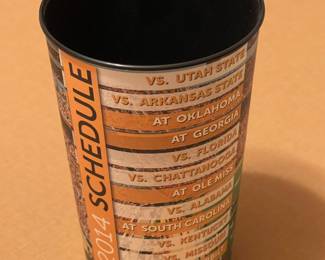 2014 SCHEDULE
VS. UTAH STATE
VS. ARKANSAS STATE
AT OKLAHOMA
AT GEORGIA
VS. FLORIDA
VS. CHATTANOOGA
AT OLE MISS
VS. ALABAMA
AT SOUTH CAROLINA
VS. KENTUCKY
VS. MISSOURI